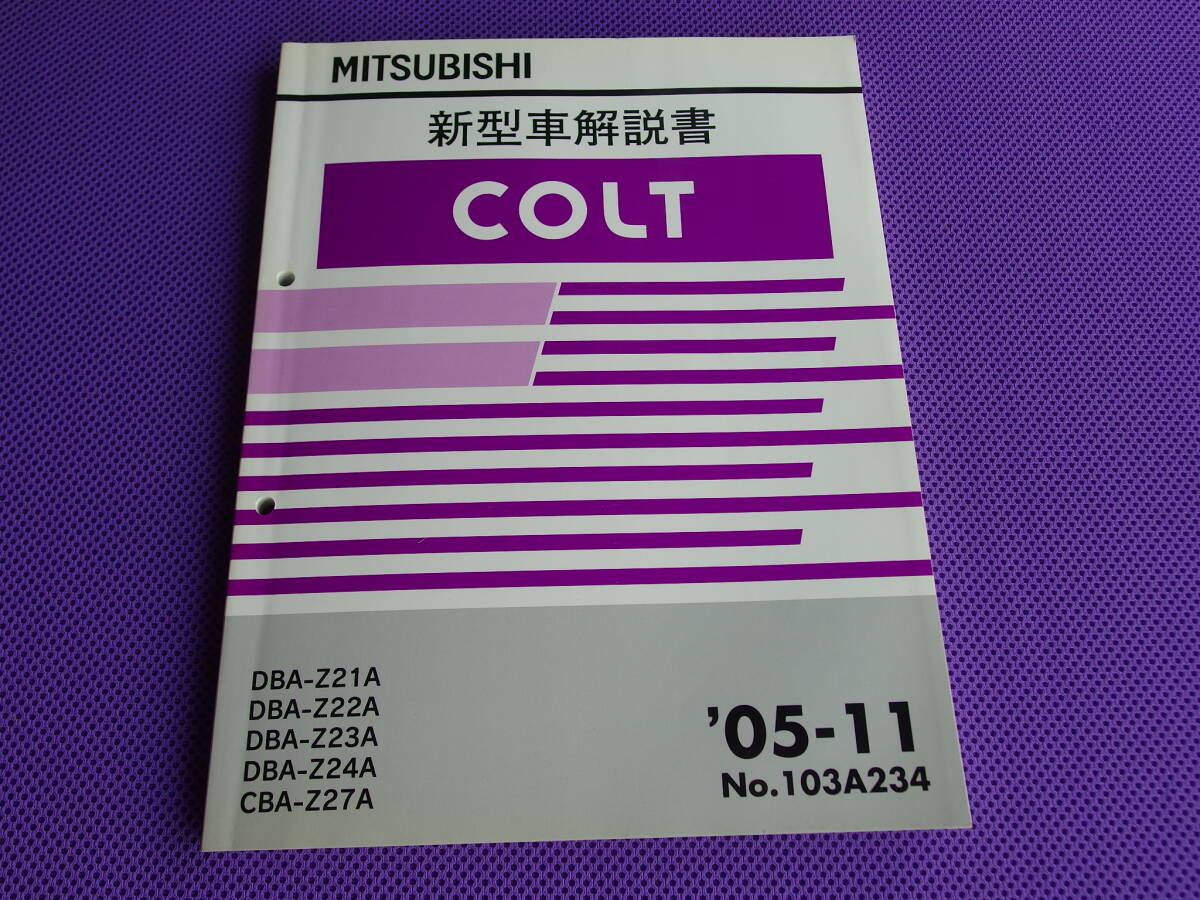 MITSUBISHI
新型車解説書
COLT
DBA-Z21A
DBA-Z22A
DBA-Z23A
DBA-Z24A
CBA-Z27A
’05-11
No.103A234